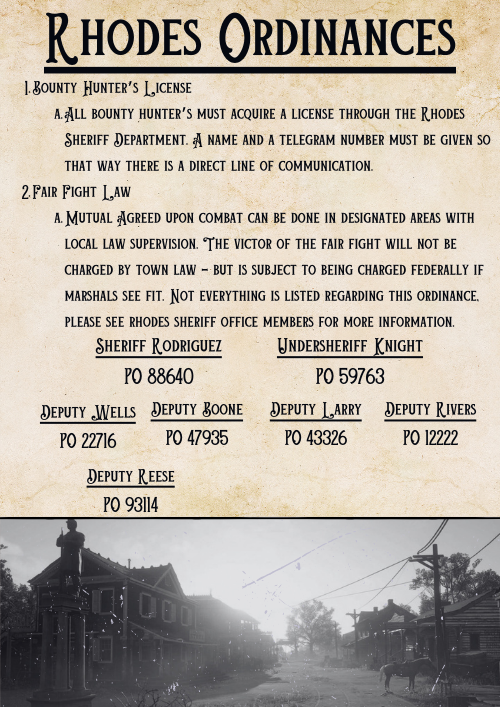 Rhodes Ordinances
1. Bounty Hunter's License
A. All bounty hunter's must acquire a license through the Rhodes
Sheriff Department. A name and a telegram number must be given so
that way there is a direct line of communication.
2. Fair Fight Law
A. Mutual Agreed upon combat can be done in designated areas with
local law supervision. The victor of the fair fight will not be
charged by town law - but is subject to being charged federally if
marshals see fit. Not everything is listed regarding this ordinance,
please see rhodes sheriff office members for more information.
Sheriff Rodriguez Undersheriff Knight
PO 88640 PO 59763
Deputy Wells Deputy Boone Deputy Larry Deputy Rivers
PO 22716 PO 47935 PO 43326 PO 12222
Deputy Reese
PO 93114